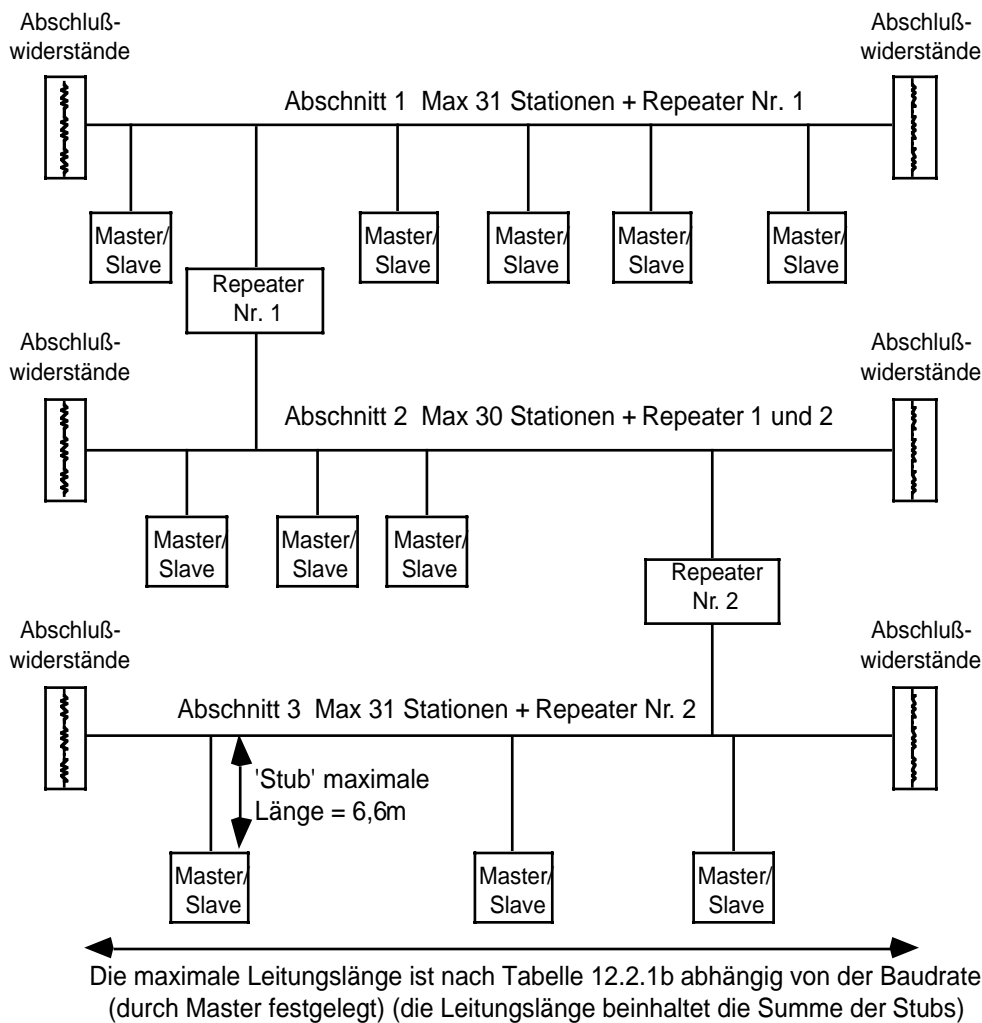 Abschluß-
widerstände
Abschluß-
widerstände
Abschnitt 1 Max 31 Stationen + Repeater Nr. 1
Master/
Slave
Master/
Slave
Master/
Slave
Master/
Slave
Master/
Slave
Repeater
Nr. 1
Abschluß-
widerstände
Abschluß-
widerstände
Abschnitt 2 Max 30 Stationen + Repeater 1 und 2
Master/
Slave
Master/
Slave
Master/
Slave
Repeater
Nr. 2
Abschluß-
widerstände
Abschluß-
widerstände
Abschnitt 3 Max 31 Stationen + Repeater Nr. 2
'Stub' maximale
Länge = 6,6m
Master/
Slave
Master/
Slave
Master/
Slave
Die maximale Leitungslänge ist nach Tabelle 12.2.1b abhängig von der Baudrate
(durch Master festgelegt) (die Leitungslänge beinhaltet die Summe der Stubs)